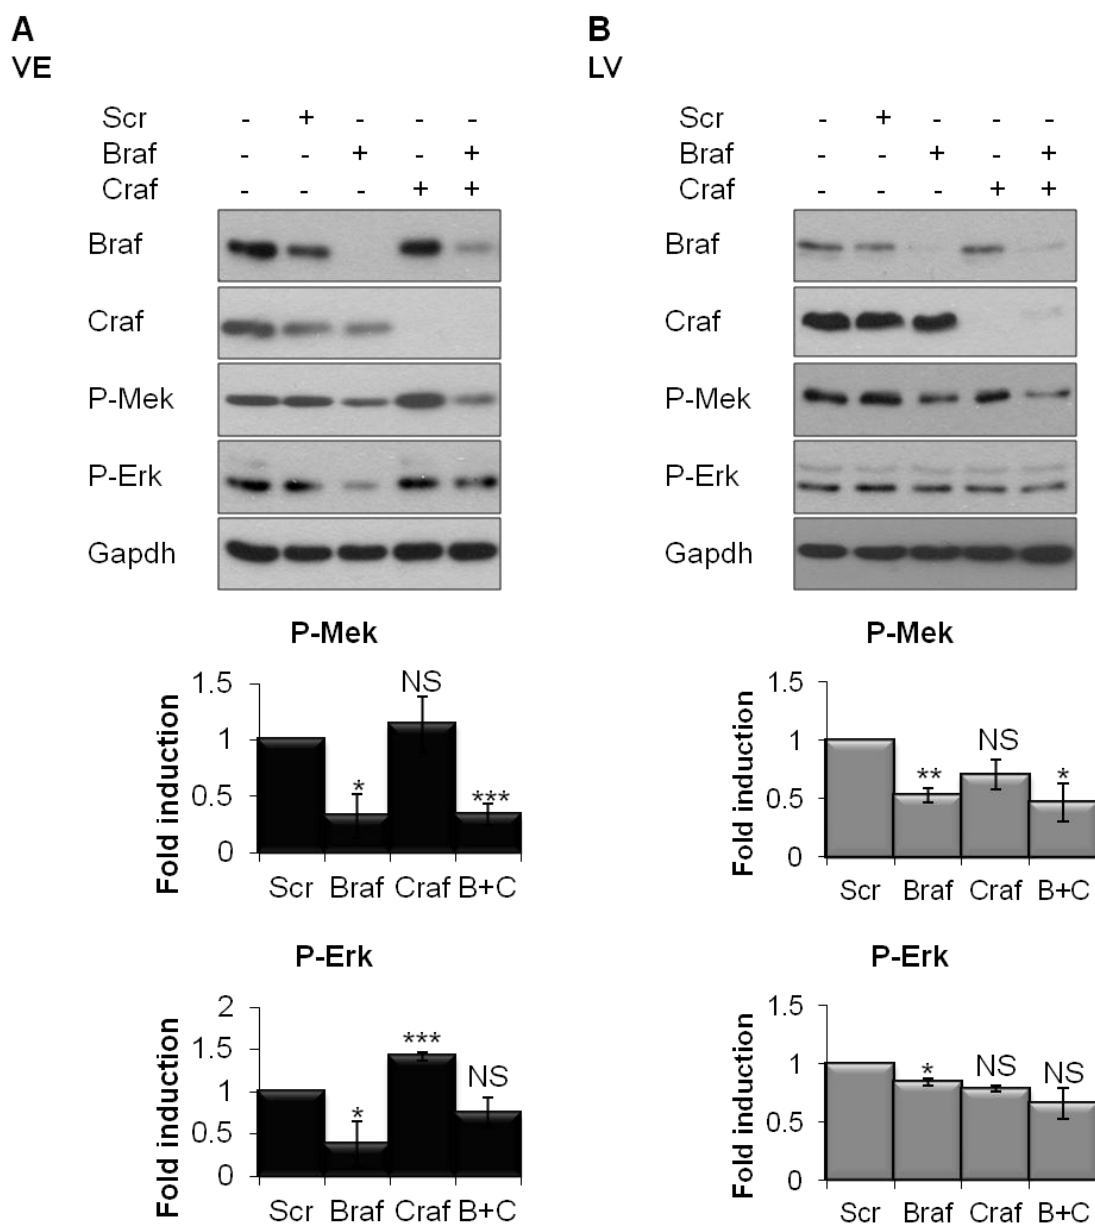 A
VE
Scr - + - - -
Braf - - + - +
Craf - - - + +
Braf
Craf
P-Mek
P-Erk
Gapdh
P-Mek
Fold induction
1.5
1
0.5
0
NS
*
***
Scr Braf Craf B+C
P-Erk
Fold induction
2
1.5
1
0.5
0
***
NS
*
Scr Braf Craf B+C
B
LV
Scr - + - - -
Braf - - + - +
Craf - - - + +
Braf
Craf
P-Mek
P-Erk
Gapdh
P-Mek
Fold induction
1.5
1
0.5
0
NS
**
*
Scr Braf Craf B+C
P-Erk
Fold induction
1.5
1
0.5
0
* NS NS
Scr Braf Craf B+C